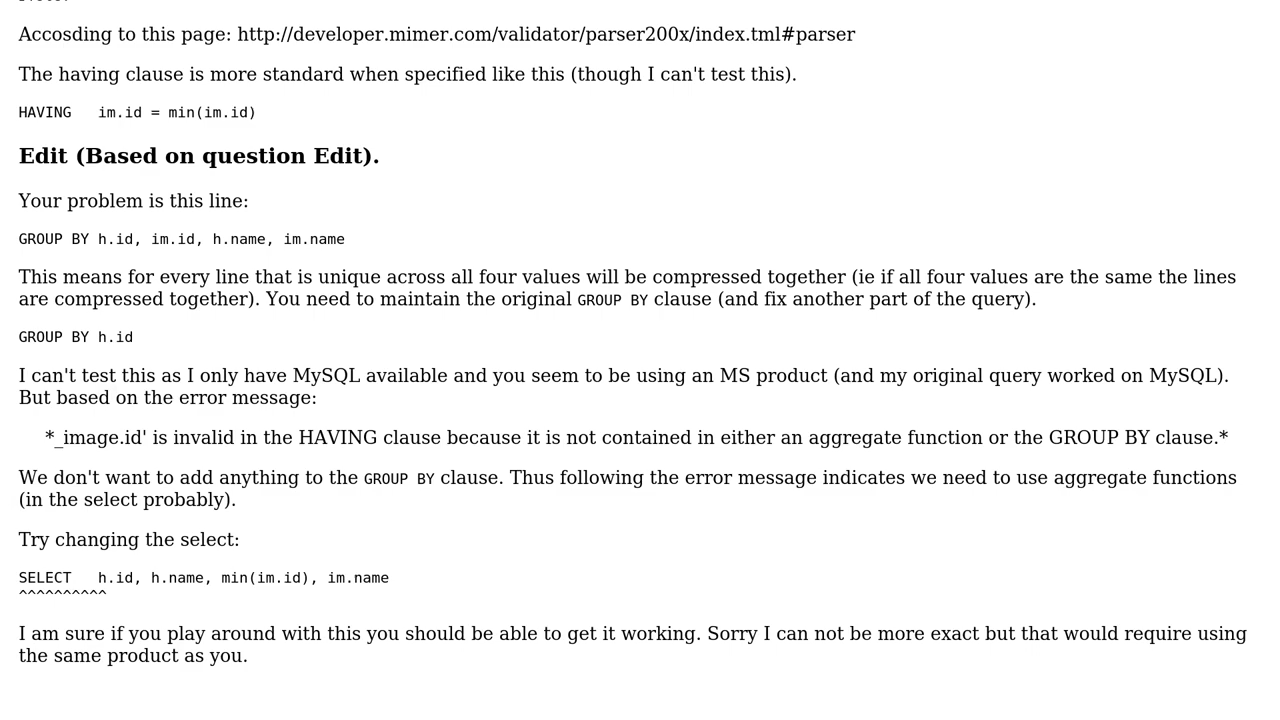 Accosding to this page: http://developer.mimer.com/validator/parser200x/index.tml#parser
The having clause is more standard when specified like this (though I can't test this).
HAVING   im.id = min(im.id)
Edit (Based on question Edit).
Your problem is this line:
GROUP BY h.id, im.id, h.name, im.name
This means for every line that is unique across all four values will be compressed together (ie if all four values are the same the lines
are compressed together). You need to maintain the original GROUP BY clause (and fix another part of the query).
GROUP BY h.id
I can't test this as I only have MySQL available and you seem to be using an MS product (and my original query worked on MySQL).
But based on the error message:
*_image.id' is invalid in the HAVING clause because it is not contained in either an aggregate function or the GROUP BY clause.*
We don't want to add anything to the GROUP BY clause. Thus following the error message indicates we need to use aggregate functions
(in the select probably).
Try changing the select:
SELECT   h.id, h.name, min(im.id), im.name
^^^^^^^^^^
I am sure if you play around with this you should be able to get it working. Sorry I can not be more exact but that would require using
the same product as you.